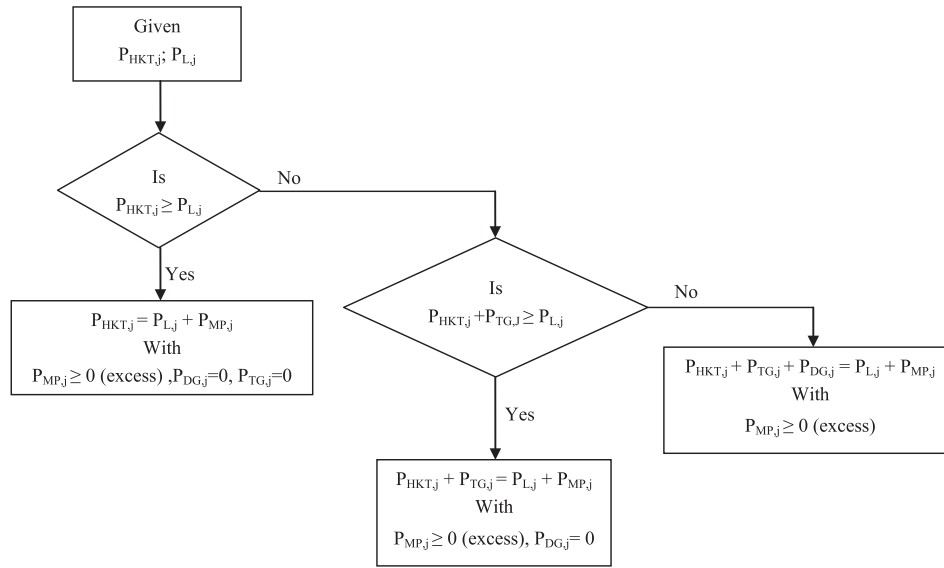 Given
P_HKT,j; P_L,j
Is
P_HKT,j ≥ P_L,j
No
Yes
P_HKT,j = P_L,j + P_MP,j
With
P_MP,j ≥ 0 (excess) ,P_DG,j=0, P_TG,j=0
Is
P_HKT,j +P_TG,J ≥ P_L,j
No
Yes
P_HKT,j + P_TG,j + P_DG,j = P_L,j + P_MP,j
With
P_MP,j ≥ 0 (excess)
P_HKT,j + P_TG,j = P_L,j + P_MP,j
With
P_MP,j ≥ 0 (excess), P_DG,j= 0